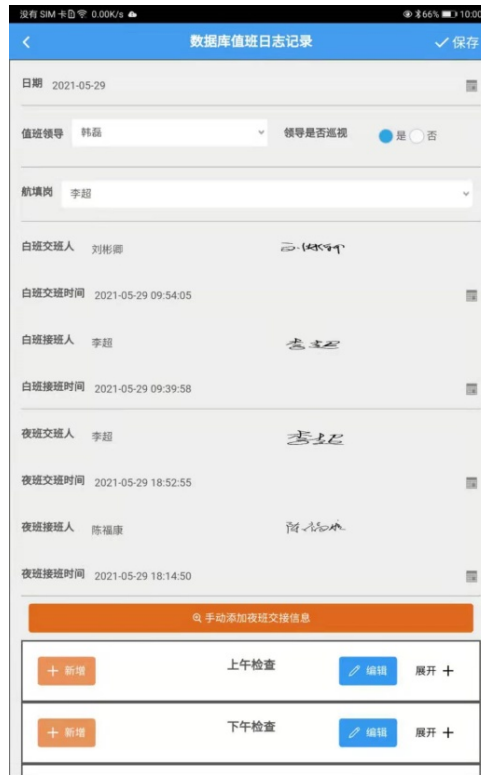 没有 SIM 卡 0.00K/s 66% 10:00
数据库值班日志记录 保存
日期 2021-05-29
值班领导 韩磊 领导是否巡视 是 否
航填岗 李超
白班交班人 刘彬卿
白班交班时间 2021-05-29 09:54:05
白班接班人 李超 李超
白班接班时间 2021-05-29 09:39:58
夜班交班人 李超 李超
夜班交班时间 2021-05-29 18:52:55
夜班接班人 陈福康
夜班接班时间 2021-05-29 18:14:50
手动添加夜班交接信息
+ 新增 上午检查 编辑 展开 +
+ 新增 下午检查 编辑 展开 +